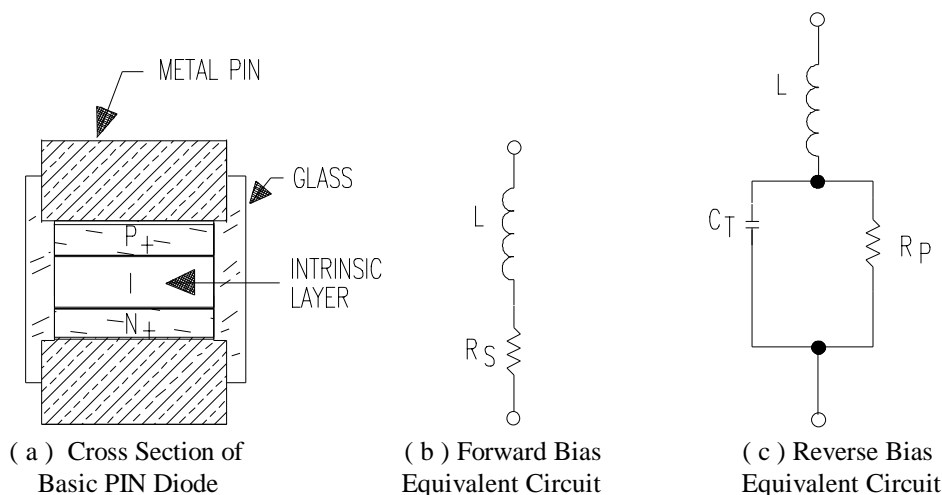 METAL PIN
GLASS
P+
I
INTRINSIC
LAYER
N+
L
RS
L
CT
RP
( a ) Cross Section of
Basic PIN Diode
( b ) Forward Bias
Equivalent Circuit
( c ) Reverse Bias
Equivalent Circuit